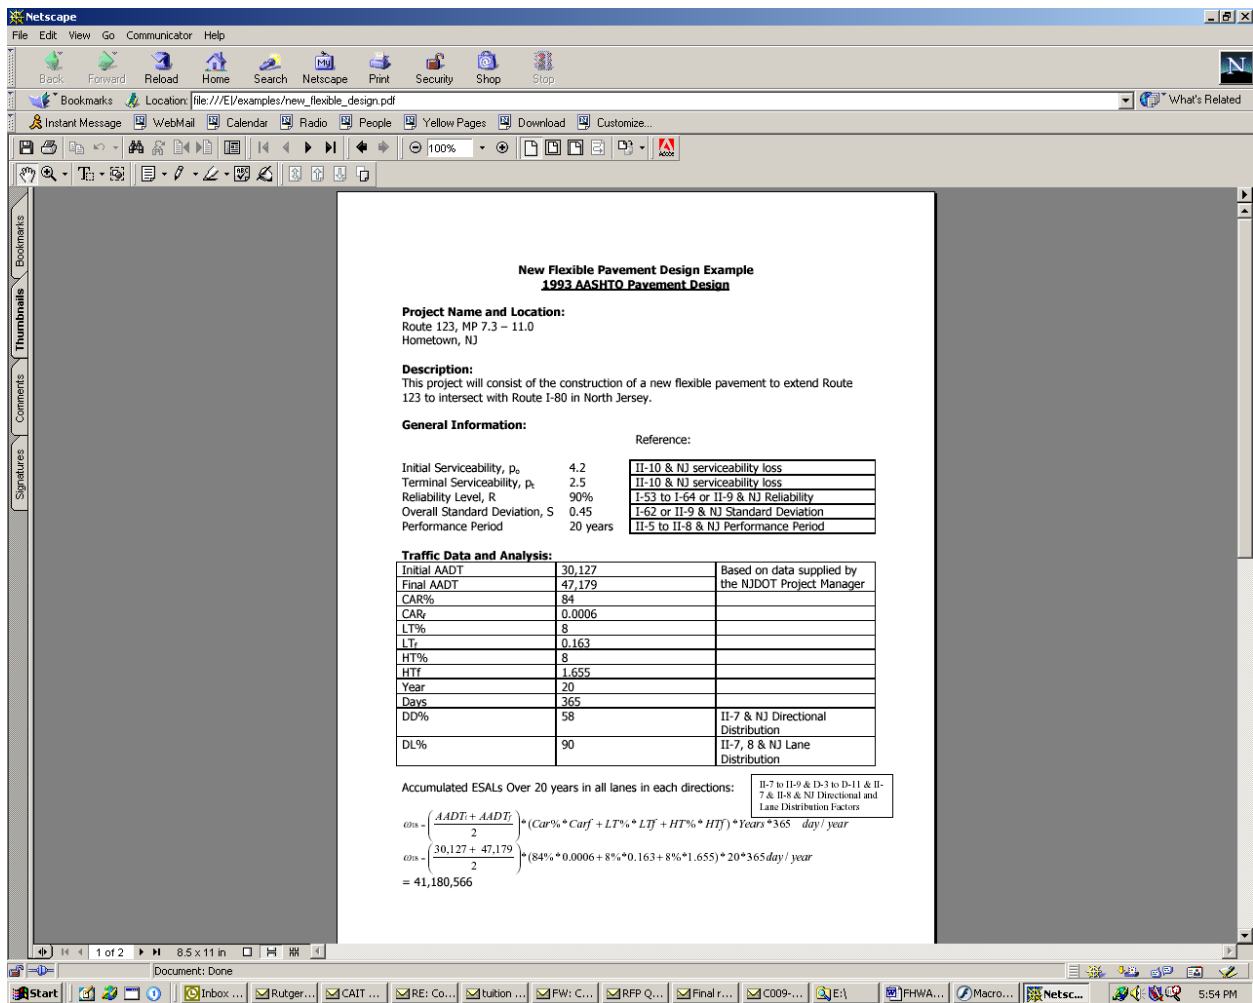 Netscape
File Edit View Go Communicator Help
Back Forward Reload Home Search Netscape Print Security Shop Stop
My
N
Bookmarks Location: file:///E|/examples/new_flexible_design.pdf What's Related
Instant Message WebMail Calendar Radio People Yellow Pages Download Customize...
100%
Adobe
Bookmarks
Thumbnails
Comments
Signatures
New Flexible Pavement Design Example
1993 AASHTO Pavement Design
Project Name and Location:
Route 123, MP 7.3 – 11.0
Hometown, NJ
Description:
This project will consist of the construction of a new flexible pavement to extend Route
123 to intersect with Route I-80 in North Jersey.
General Information:
Reference:
Initial Serviceability, po 4.2 II-10 & NJ serviceability loss
Terminal Serviceability, pt 2.5 II-10 & NJ serviceability loss
Reliability Level, R 90% I-53 to I-64 or II-9 & NJ Reliability
Overall Standard Deviation, S 0.45 I-62 or II-9 & NJ Standard Deviation
Performance Period 20 years II-5 to II-8 & NJ Performance Period
Traffic Data and Analysis:
Initial AADT 30,127 Based on data supplied by
Final AADT 47,179 the NJDOT Project Manager
CAR% 84
CARf 0.0006
LT% 8
LTf 0.163
HT% 8
HTf 1.655
Year 20
Days 365
DD% 58 II-7 & NJ Directional
Distribution
DL% 90 II-7, 8 & NJ Lane
Distribution
Accumulated ESALs Over 20 years in all lanes in each directions:
II-7 to II-9 & D-3 to D-11 & II-
7 & II-8 & NJ Directional and
Lane Distribution Factors
ω18 = (AADTi + AADTf / 2) * (Car% * Carf + LT% * LTf + HT% * HTf) * Years * 365 day / year
ω18 = (30,127 + 47,179 / 2) * (84% * 0.0006 + 8% * 0.163 + 8% * 1.655) * 20 * 365 day / year
= 41,180,566
1 of 2 8.5 x 11 in
Document: Done
Start Inbox ... Rutger... CAIT ... RE: Co... tuition ... FW: C... RFP Q... Final r... C009-... E:\ FHWA... Macro... Netsc... 5:54 PM